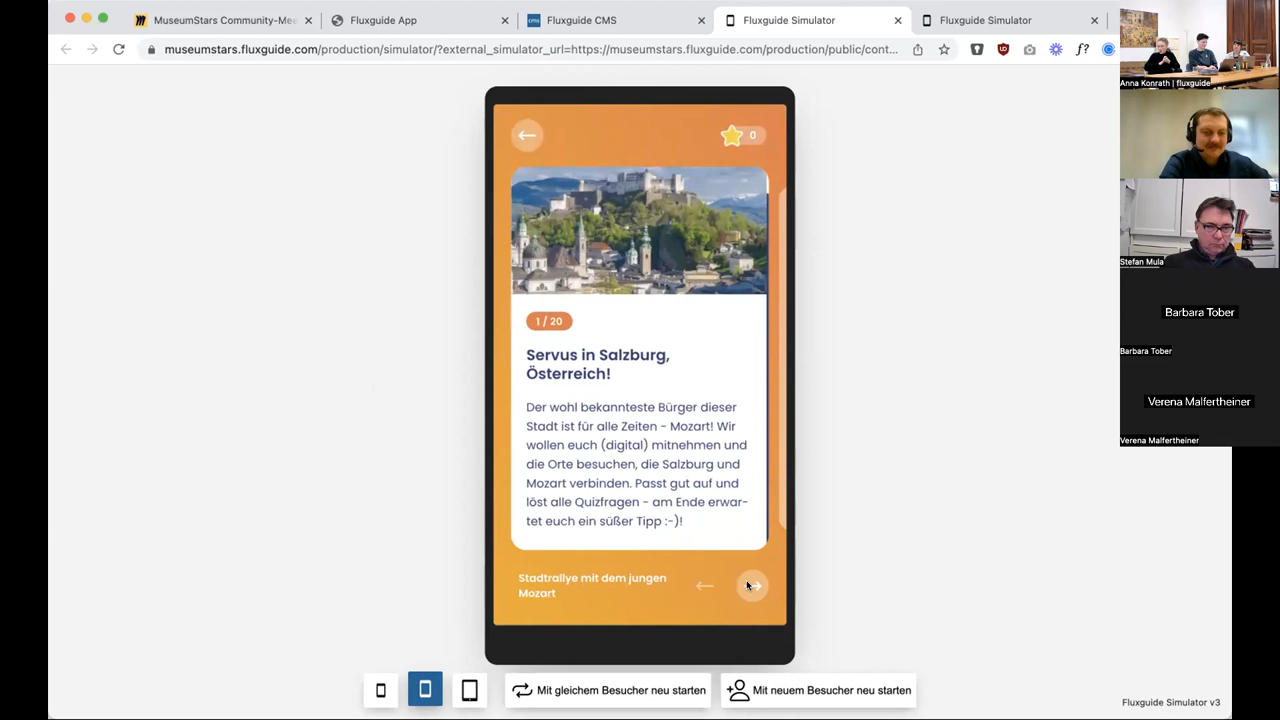 MuseumStars Community-Mee
Fluxguide App
cms
Fluxguide CMS
Fluxguide Simulator
Fluxguide Simulator
museumstars.fluxguide.com/production/simulator/?external_simulator_url=https://museumstars.fluxguide.com/production/public/cont...
f?
Anna Konrath | fluxguide
0
1 / 20
Servus in Salzburg,
Österreich!
Der wohl bekannteste Bürger dieser
Stadt ist für alle Zeiten - Mozart! Wir
wollen euch (digital) mitnehmen und
die Orte besuchen, die Salzburg und
Mozart verbinden. Passt gut auf und
löst alle Quizfragen - am Ende erwar-
tet euch ein süßer Tipp :-)!
Stadtrallye mit dem jungen
Mozart
Stefan Mula
Barbara Tober
Barbara Tober
Verena Malfertheiner
Verena Malfertheiner
Mit gleichem Besucher neu starten
Mit neuem Besucher neu starten
Fluxguide Simulator v3